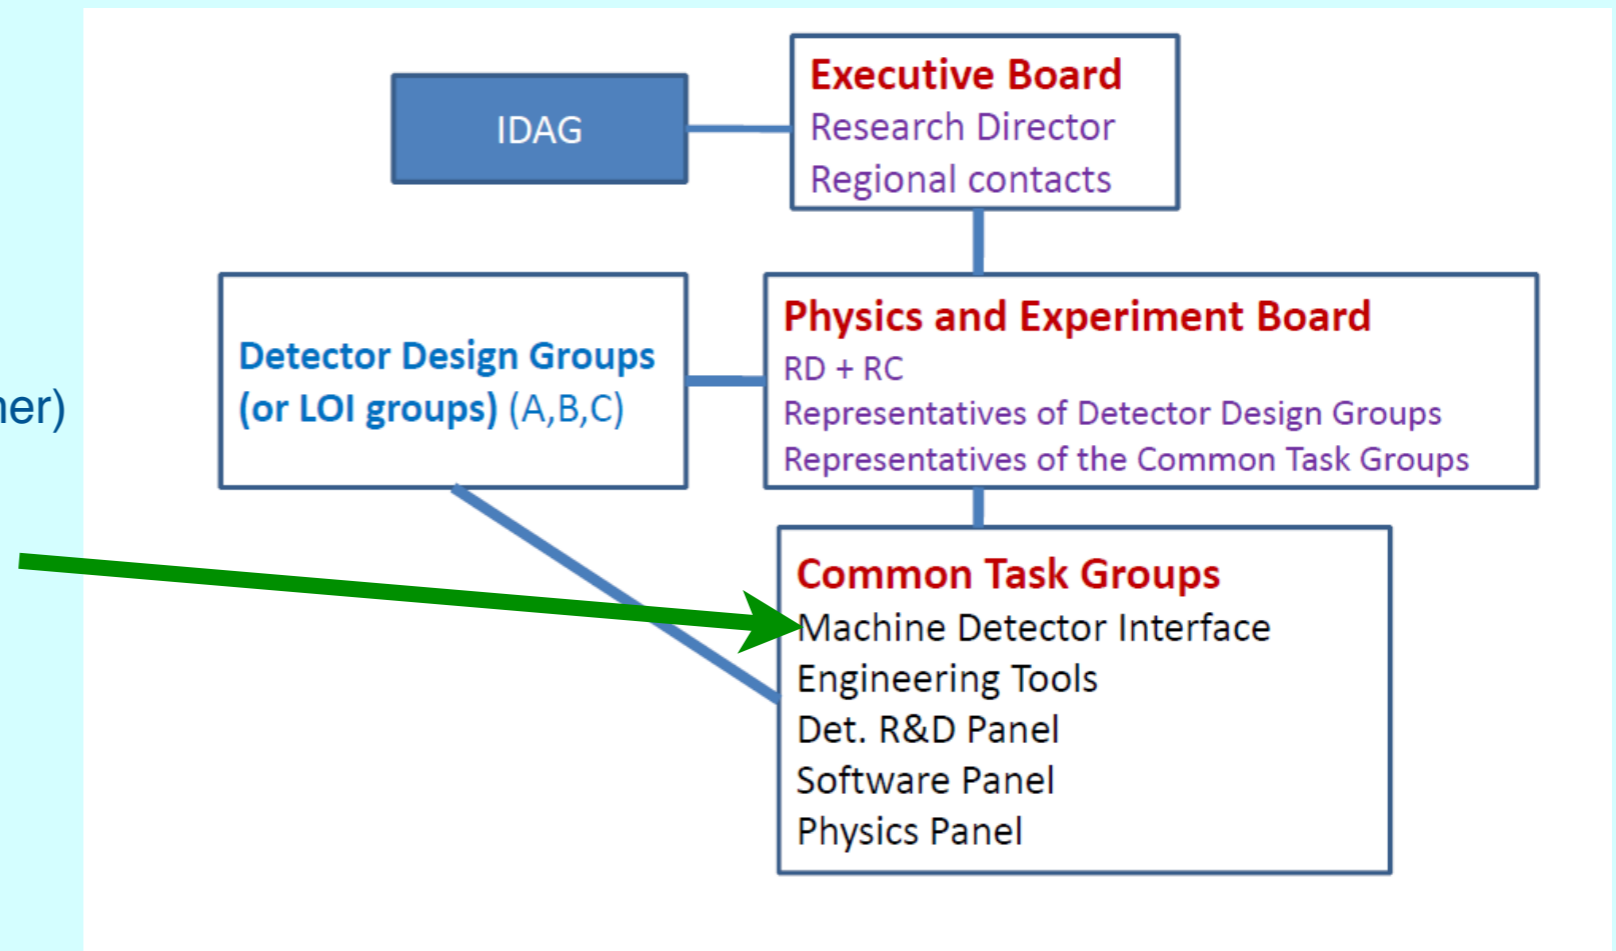 IDAG
Executive Board
Research Director
Regional contacts
Detector Design Groups
(or LOI groups) (A,B,C)
Physics and Experiment Board
RD + RC
Representatives of Detector Design Groups
Representatives of the Common Task Groups
Common Task Groups
Machine Detector Interface
Engineering Tools
Det. R&D Panel
Software Panel
Physics Panel